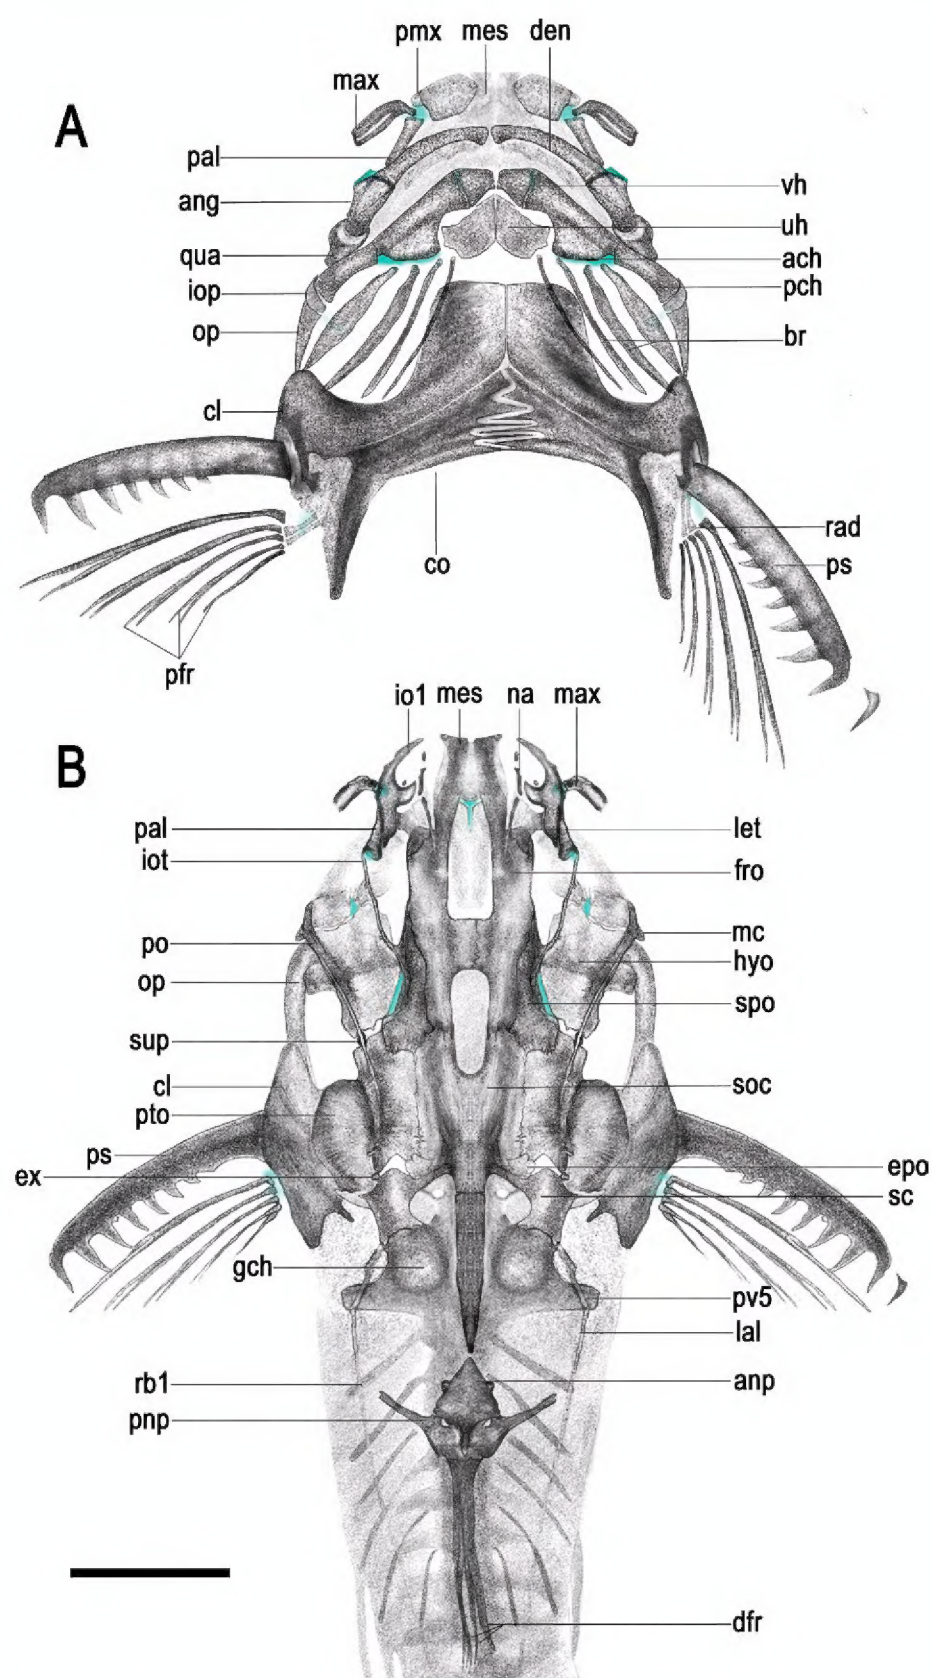 pmx mes den
max
A
pal
vh
ang
uh
qua
ach
iop
pch
op
br
cl
rad
co
ps
pfr
io1 mes na max
B
pal
let
iot
fro
po
mc
hyo
op
spo
sup
cl
soc
pto
ps
epo
ex
sc
gch
pv5
lal
rb1
anp
pnp
dfr